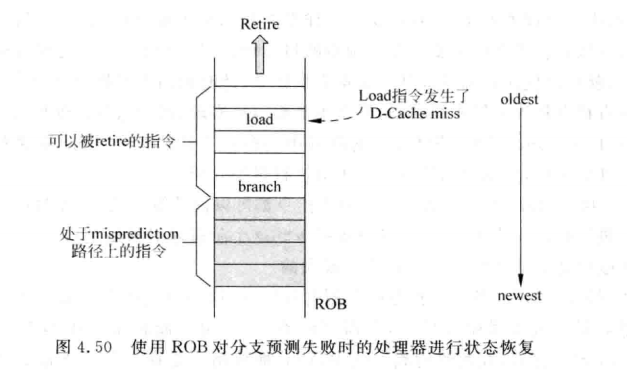 Retire
Load指令发生了
D-Cache miss
oldest
load
可以被retire的指令
branch
处于misprediction
路径上的指令
newest
ROB
图 4.50 使用 ROB 对分支预测失败时的处理器进行状态恢复